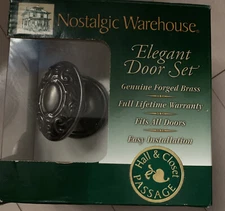 Nostalgic Warehouse®
Elegant
Door Set
Genuine Forged Brass
Full Lifetime Warranty
Fits All Doors
Easy Installation
Hall & Closet
PASSAGE